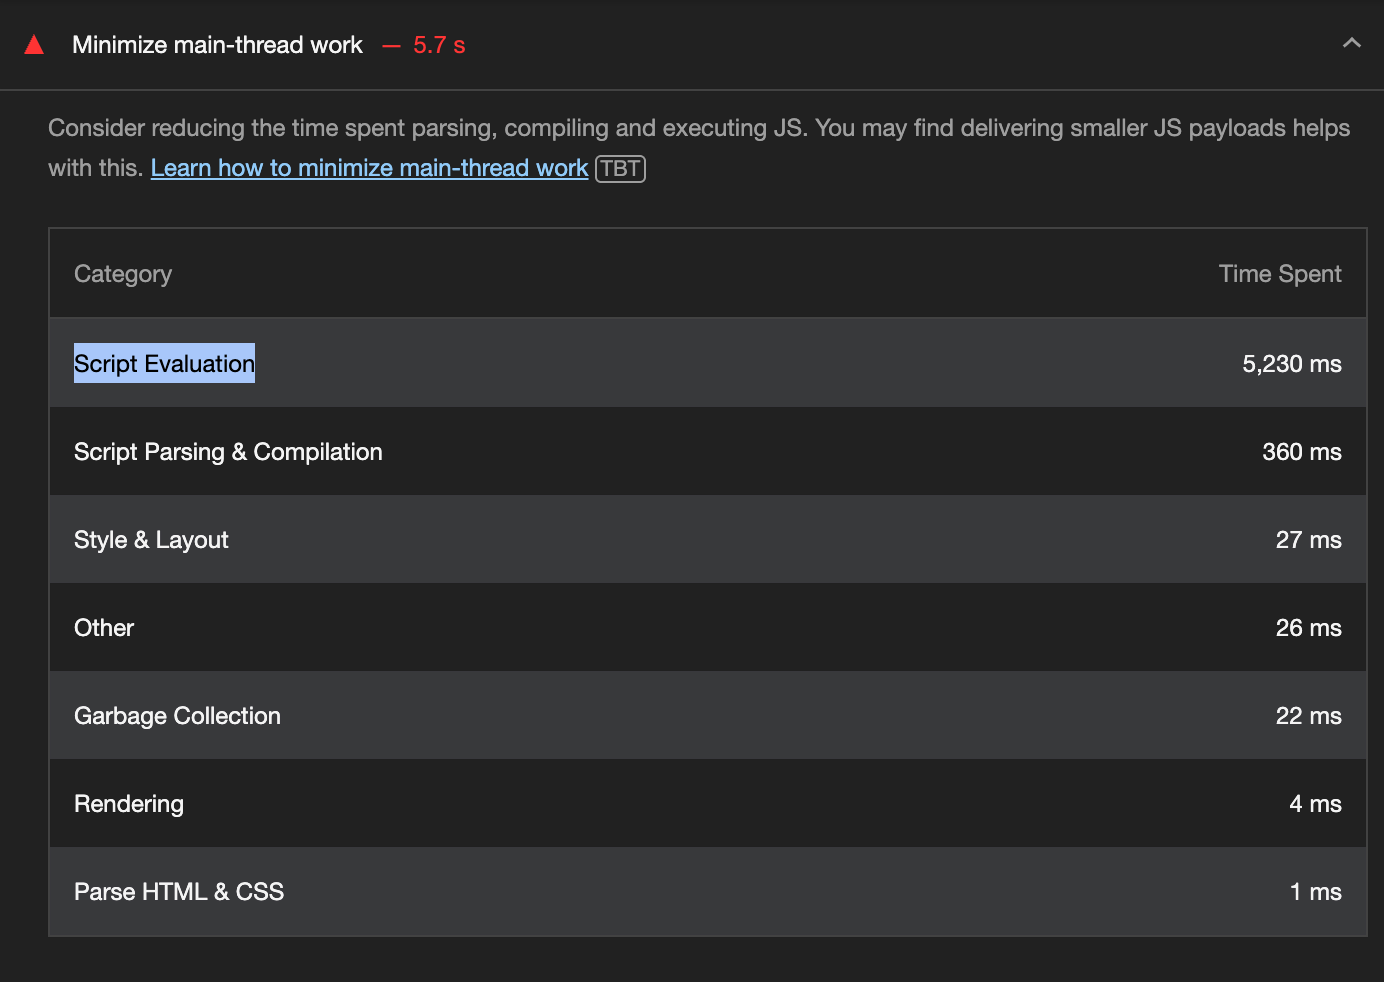 Minimize main-thread work — 5.7 s
Consider reducing the time spent parsing, compiling and executing JS. You may find delivering smaller JS payloads helps
with this. Learn how to minimize main-thread work TBT
Category Time Spent
Script Evaluation 5,230 ms
Script Parsing & Compilation 360 ms
Style & Layout 27 ms
Other 26 ms
Garbage Collection 22 ms
Rendering 4 ms
Parse HTML & CSS 1 ms